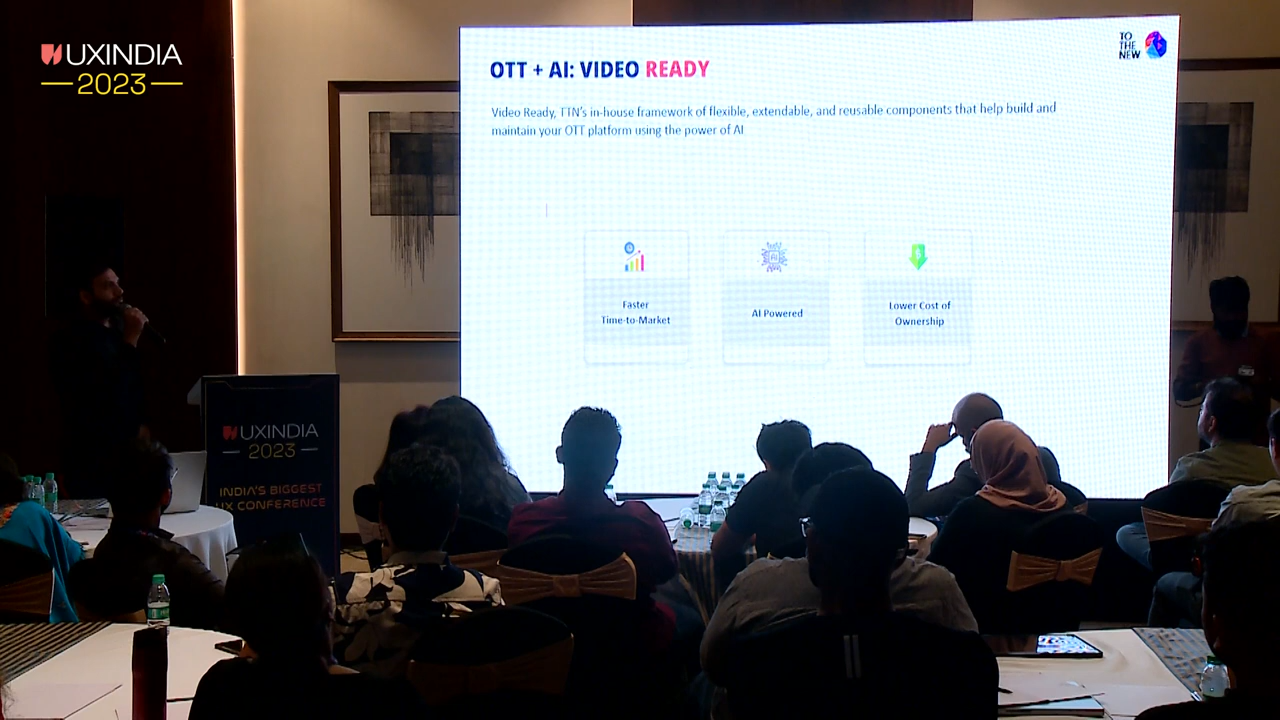 UXINDIA
2023
TO
THE
NEW
OTT + AI: VIDEO READY
Video Ready, TTN's in-house framework of flexible, extendable, and reusable components that help build and
maintain your OTT platform using the power of AI
AI
Faster
Time-to-Market
AI Powered
Lower Cost of
Ownership
UXINDIA
2023
INDIA'S BIGGEST
UX CONFERENCE